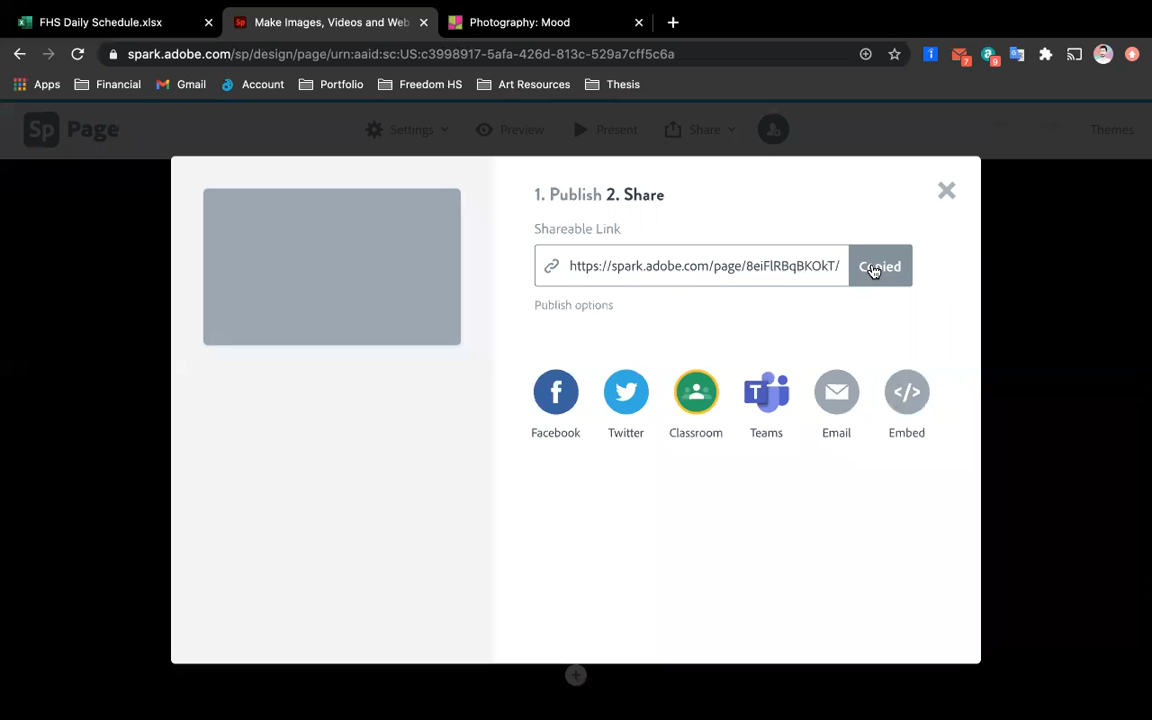 FHS Daily Schedule.xlsx
Make Images, Videos and Web
Photography: Mood
spark.adobe.com/sp/design/page/urn:aaid:sc:US:c3998917-5afa-426d-813c-529a7cff5c6a
7
9
Apps Financial Gmail Account Portfolio Freedom HS Art Resources Thesis
Sp Page Settings Preview Present Share Themes
1. Publish 2. Share
Shareable Link
https://spark.adobe.com/page/8eiFlRBqBKOkT/ Copied
Publish options
Facebook Twitter Classroom Teams Email Embed